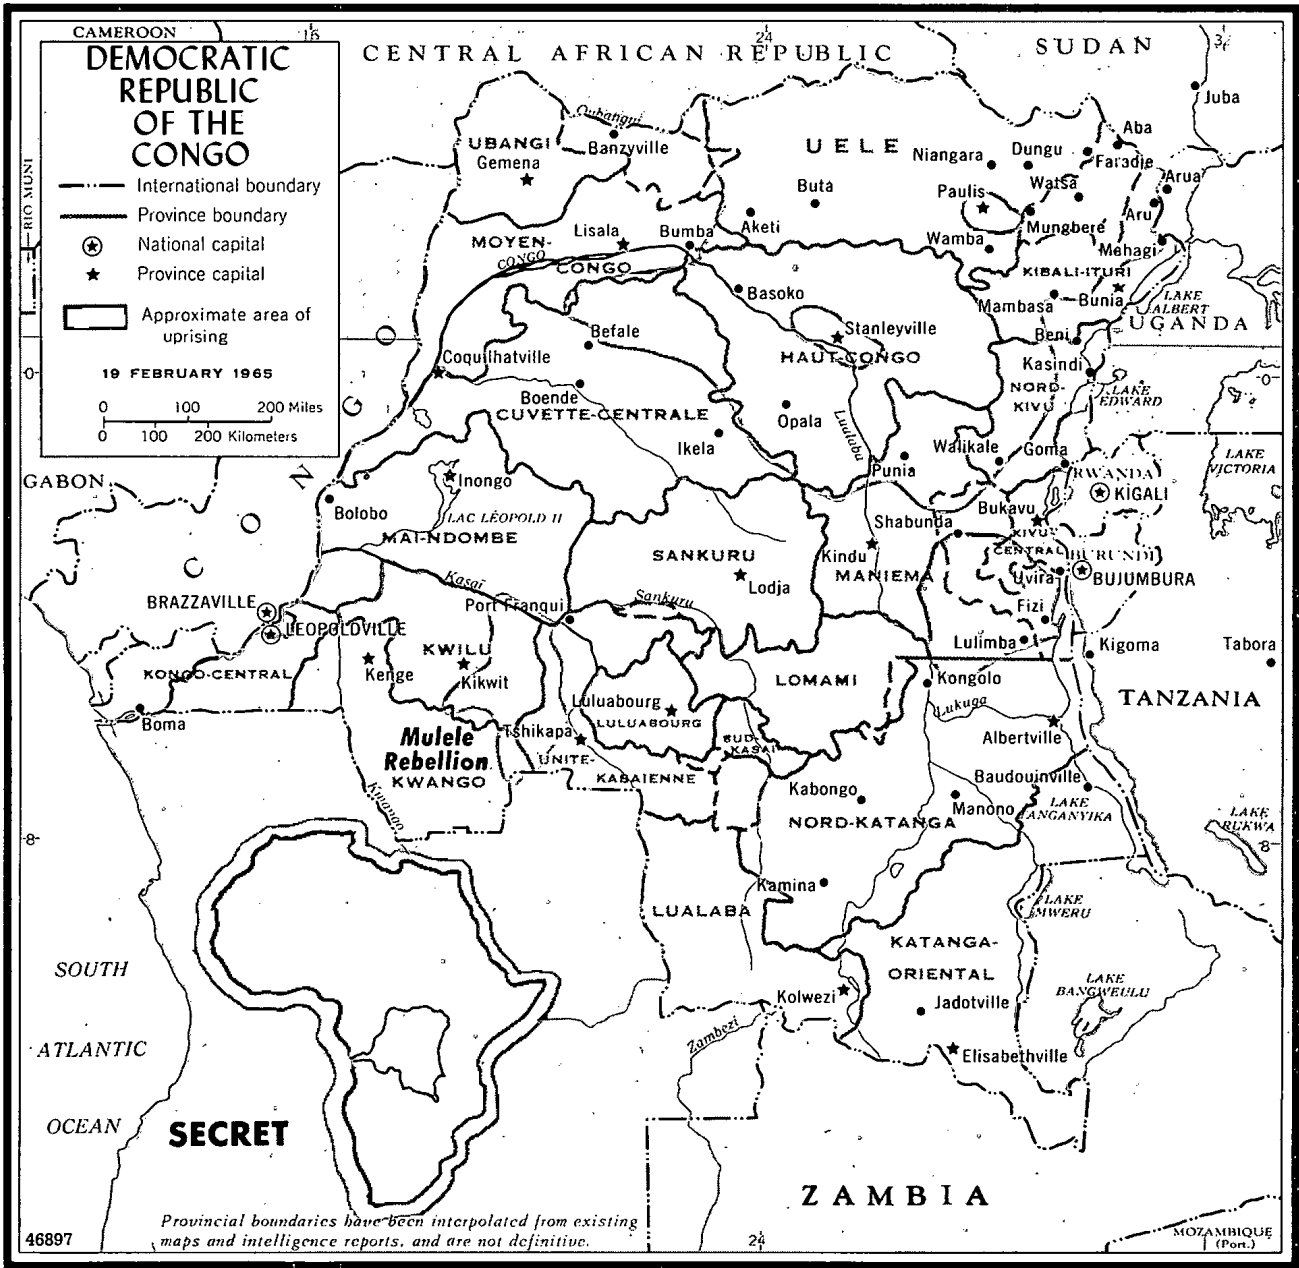 CAMEROON
16
24
CENTRAL AFRICAN REPUBLIC
SUDAN
DEMOCRATIC
REPUBLIC
OF THE
CONGO
International boundary
Province boundary
National capital
Province capital
Approximate area of
uprising
19 FEBRUARY 1965
0 100 200 Miles
0 100 200 Kilometers
RIO MUNI
Juba
Aba
Oubangui
UBANGI
Gemena
Banzyville
UELE
Niangara
Dungu
Faradje
Watsa
Arua
Buta
Paulis
Aru
Aketi
Mungbere
Lisala
Bumba
Wamba
Mahagi
MOYEN-
CONGO
CONGO
KIBALI-ITURI
Basoko
Mambasa
Bunia
LAKE
ALBERT
UGANDA
Befale
Stanleyville
Beni
Coquilhatville
HAUT-CONGO
Kasindi
0
0
Boende
NORD-
KIVU
LAKE
EDWARD
CUVETTE-CENTRALE
Opala
Lualaba
Ikela
Walikale
Goma
CONGO
GABON
Punia
RWANDA
LAKE
VICTORIA
Inongo
KIGALI
Bolobo
LAC LÉOPOLD II
Shabunda
Bukavu
MAI-NDOMBE
KIVU
CENTRAL
SANKURU
Kindu
BURUNDI
Kasai
Lodja
MANIEMA
Uvira
BUJUMBURA
BRAZZAVILLE
Port Franqui
Sankuru
Fizi
LEOPOLDVILLE
KWILU
Lulimba
Kigoma
Tabora
KONGO-CENTRAL
Kenge
Kikwit
LOMAMI
Kongolo
Boma
Luluabourg
Lukuga
TANZANIA
LULUABOURG
Mulele
Rebellion
Tshikapa
SUD-
KASAI
Albertville
KWANGO
UNITE-
KASAIENNE
Kabongo
Baudouinville
Kwango
Manono
LAKE
TANGANYIKA
NORD-KATANGA
LAKE
RUKWA
8
8
Kamina
LUALABA
LAKE
MWERU
KATANGA-
ORIENTAL
SOUTH
LAKE
BANGWEULU
Kolwezi
Jadotville
Zambezi
ATLANTIC
Elisabethville
OCEAN
SECRET
ZAMBIA
Provincial boundaries have been interpolated from existing
maps and intelligence reports, and are not definitive.
46897
24
MOZAMBIQUE
(Port.)